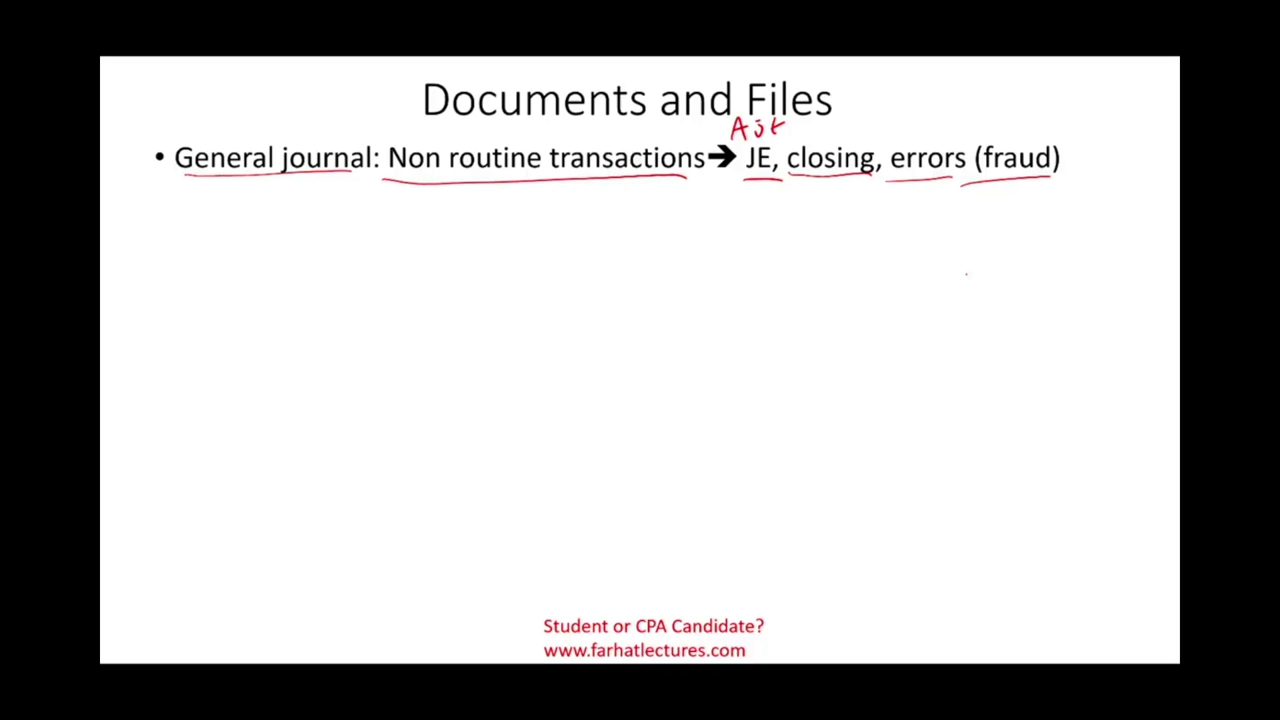 Documents and Files
• General journal: Non routine transactions➔ JE, closing, errors (fraud)
Student or CPA Candidate?
www.farhatlectures.com